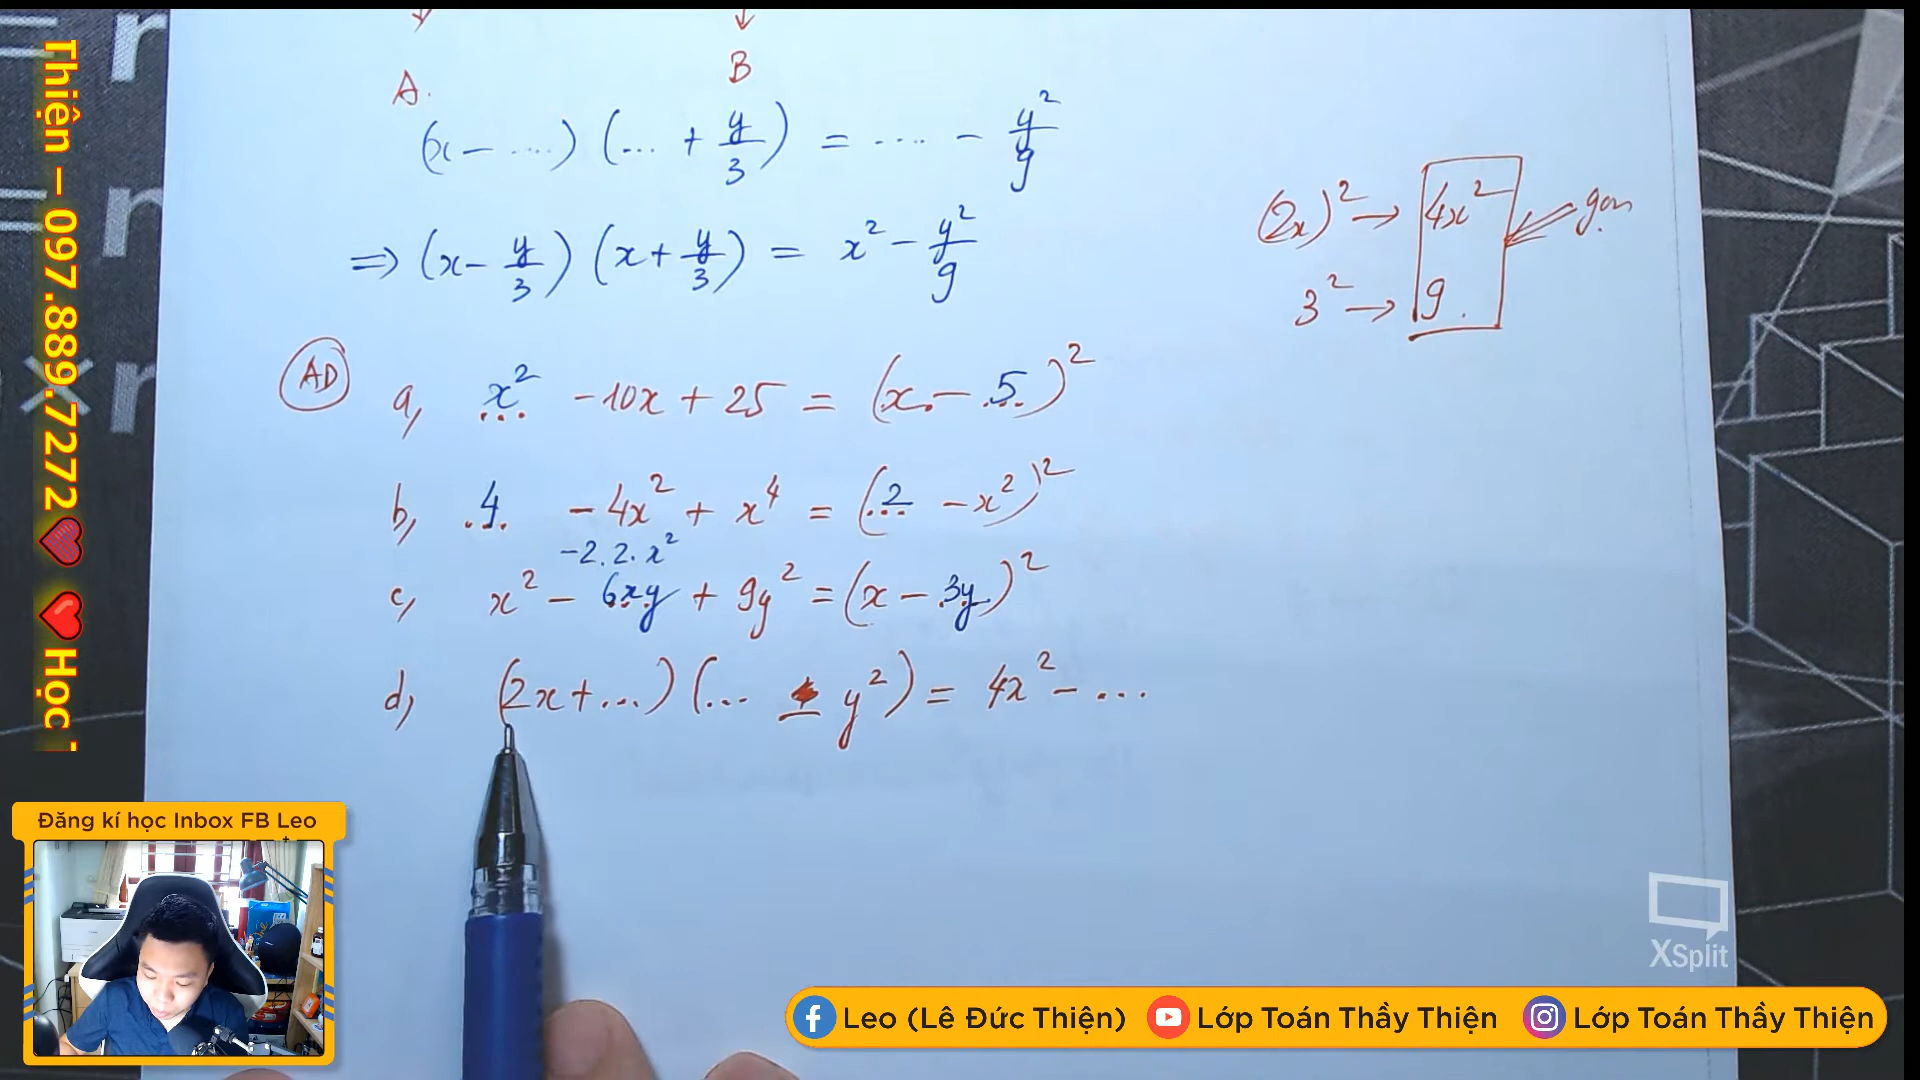 B
A.
(x - ....) (... + y/3) = .... - y²/9
⇒ (x - y/3) (x + y/3) = x² - y²/9
(2x)² → 4x²
3² → 9.
AD
a, x² - 10x + 25 = (x - 5)²
b, 4 - 4x² + x⁴ = (2 - x²)²
-2.2.x²
c, x² - 6xy + 9y² = (x - 3y)²
d, (2x + ...) (... - y²) = 4x² - ...
Thiện – 097.889.7272 ❤ ❤ Học
Đăng kí học Inbox FB Leo
XSplit
Leo (Lê Đức Thiện)
Lớp Toán Thầy Thiện
Lớp Toán Thầy Thiện